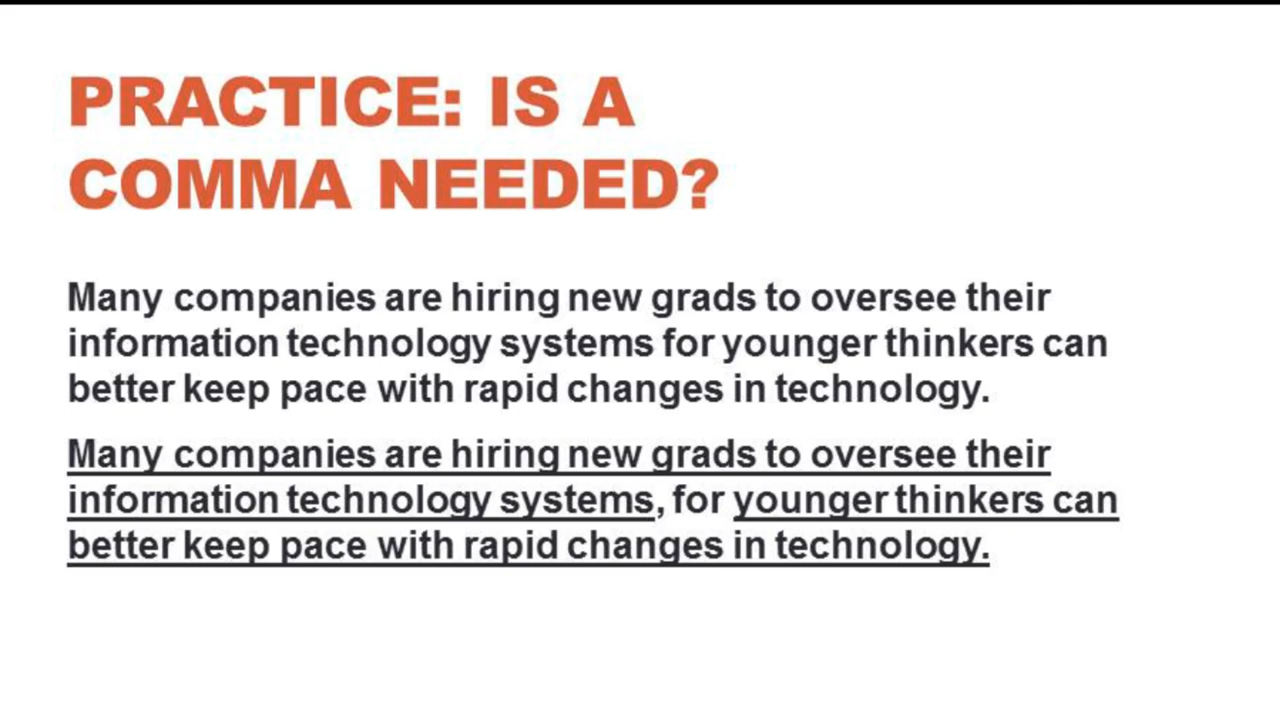 PRACTICE: IS A
COMMA NEEDED?
Many companies are hiring new grads to oversee their
information technology systems for younger thinkers can
better keep pace with rapid changes in technology.
Many companies are hiring new grads to oversee their
information technology systems, for younger thinkers can
better keep pace with rapid changes in technology.